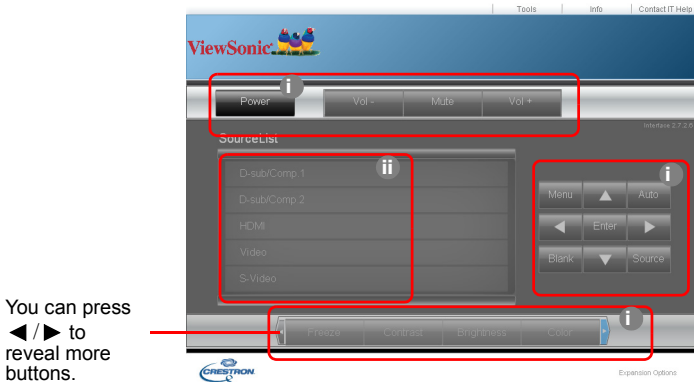 Tools Info Contact IT Help
ViewSonic
i
Power Vol - Mute Vol +
Interface 2.7.2.6
SourceList
ii
i
D-sub/Comp.1
D-sub/Comp.2
HDMI
Video
S-Video
Menu ▲ Auto
◀ Enter ▶
Blank ▼ Source
You can press
◀/▶ to
reveal more
buttons.
i
Freeze Contrast Brightness Color
CRESTRON
Expansion Options